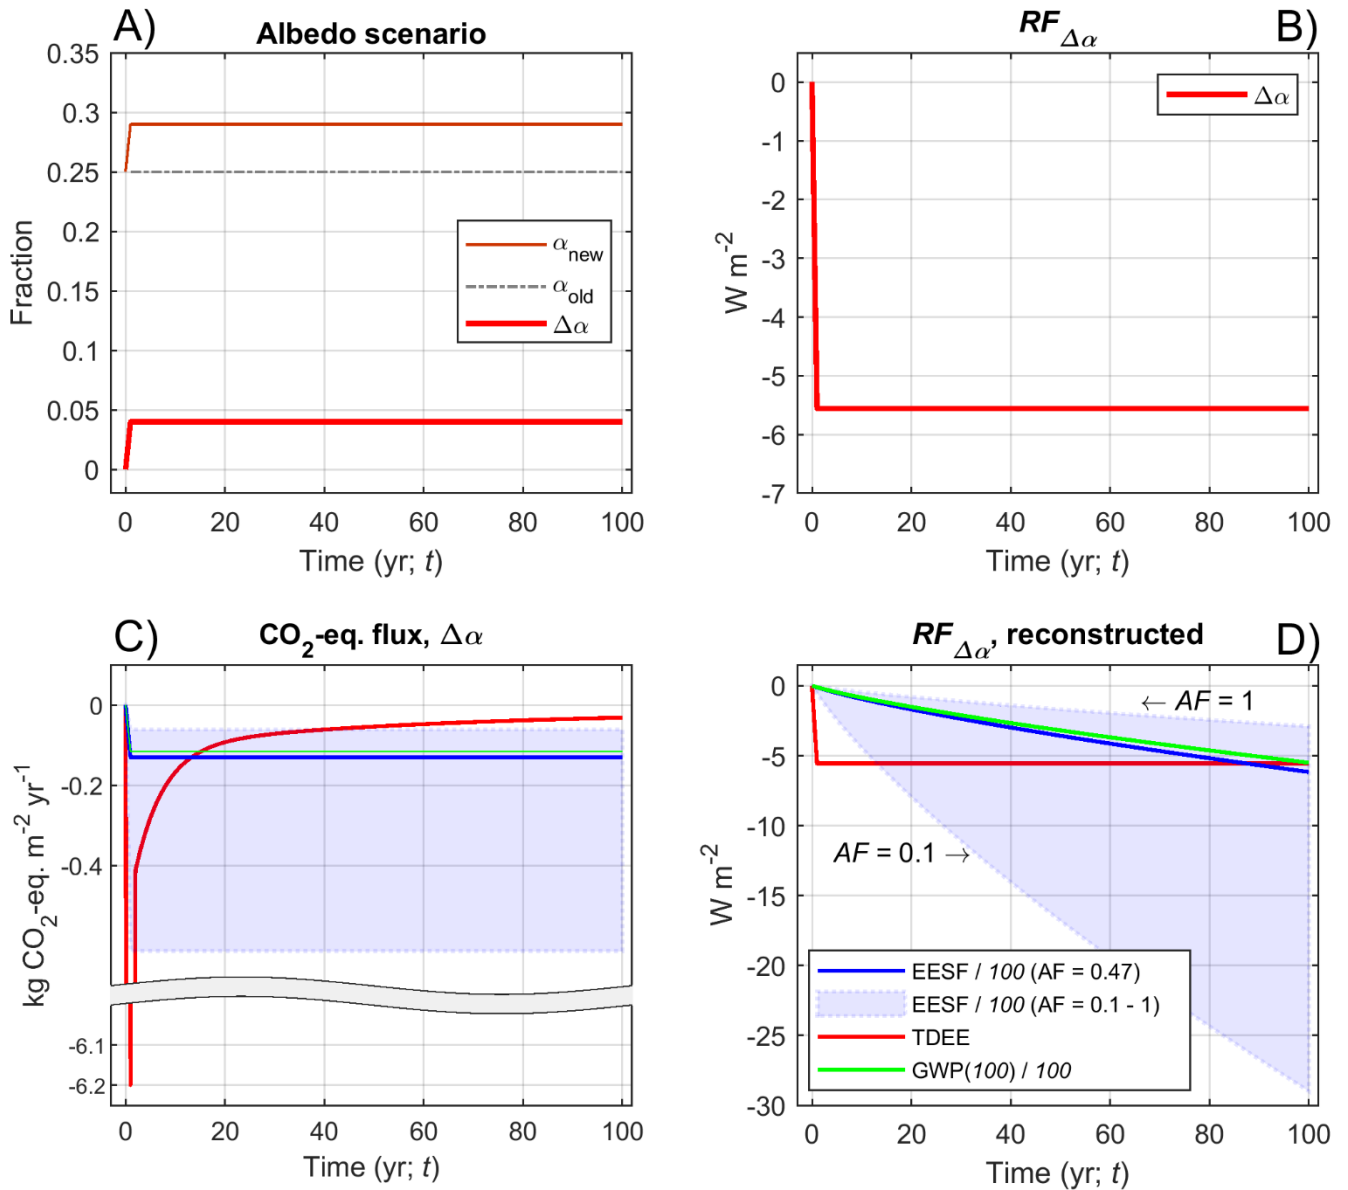 A)
Albedo scenario
0.35
0.3
0.25
0.2
0.15
0.1
0.05
0
Fraction
α_new
α_old
Δα
0 20 40 60 80 100
Time (yr; t)
B)
RF_Δα
0
-1
-2
-3
-4
-5
-6
-7
W m⁻²
Δα
0 20 40 60 80 100
Time (yr; t)
C)
CO₂-eq. flux, Δα
0
-0.2
-0.4
-6.1
-6.2
kg CO₂-eq. m⁻² yr⁻¹
0 20 40 60 80 100
Time (yr; t)
D)
RF_Δα, reconstructed
0
-5
-10
-15
-20
-25
-30
W m⁻²
← AF = 1
AF = 0.1 →
EESF / 100 (AF = 0.47)
EESF / 100 (AF = 0.1 - 1)
TDEE
GWP(100) / 100
0 20 40 60 80 100
Time (yr; t)